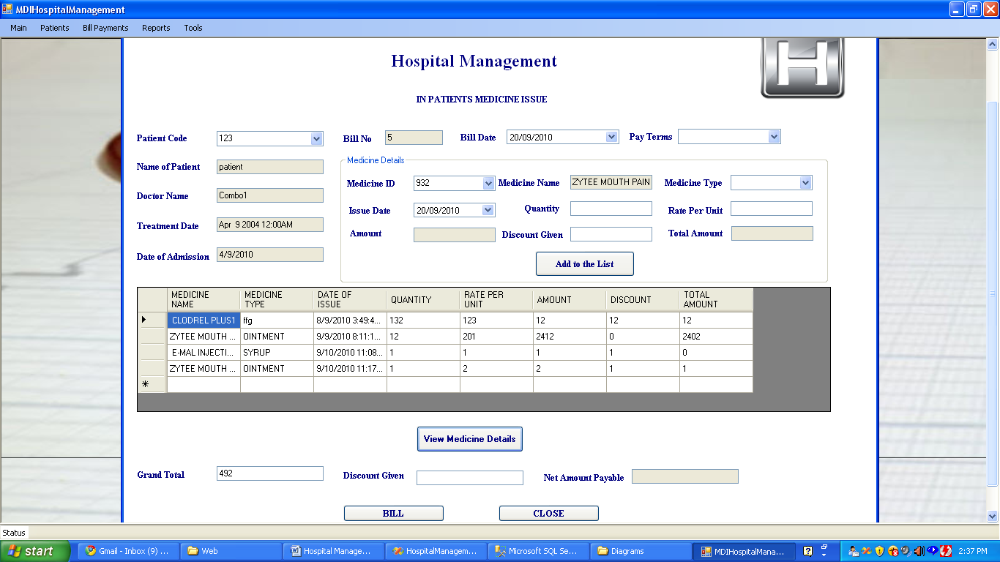 MDIHospitalManagement
Main Patients Bill Payments Reports Tools
H
Hospital Management
IN PATIENTS MEDICINE ISSUE
Patient Code 123 Bill No 5 Bill Date 20/09/2010 Pay Terms
Name of Patient patient
Medicine Details
Medicine ID 932 Medicine Name ZYTEE MOUTH PAIN Medicine Type
Doctor Name Combo1
Issue Date 20/09/2010 Quantity Rate Per Unit
Treatment Date Apr 9 2004 12:00AM
Amount Discount Given Total Amount
Date of Admission 4/9/2010
Add to the List
MEDICINE NAME MEDICINE TYPE DATE OF ISSUE QUANTITY RATE PER UNIT AMOUNT DISCOUNT TOTAL AMOUNT
CLODREL PLUS1 ffg 8/9/2010 3:49:4... 132 123 12 12 12
ZYTEE MOUTH ... OINTMENT 9/9/2010 8:11:1... 12 201 2412 0 2402
E-MAL INJECTI... SYRUP 9/10/2010 11:08... 1 1 1 1 0
ZYTEE MOUTH ... OINTMENT 9/10/2010 11:17... 1 2 2 1 1
View Medicine Details
Grand Total 492 Discount Given Net Amount Payable
BILL CLOSE
Status
start Gmail - Inbox (9) ... Web Hospital Manage... HospitalManagem... Microsoft SQL Se... Diagrams MDIHospitalMana... 2:37 PM